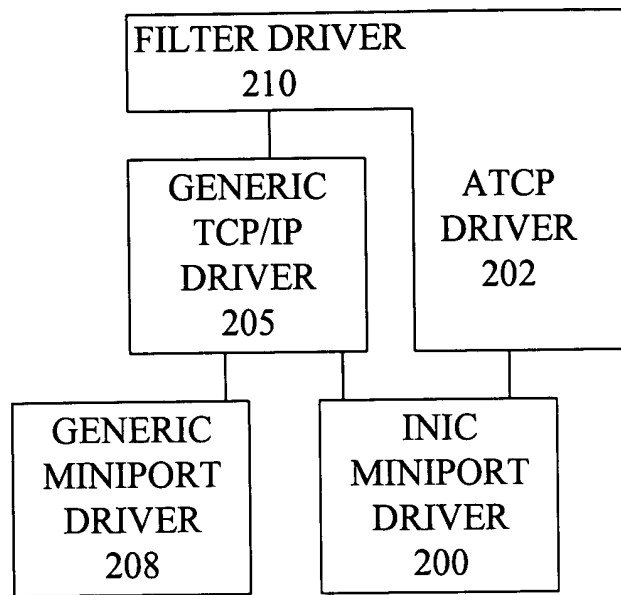 FILTER DRIVER
210
GENERIC
TCP/IP
DRIVER
205
ATCP
DRIVER
202
GENERIC
MINIPORT
DRIVER
208
INIC
MINIPORT
DRIVER
200